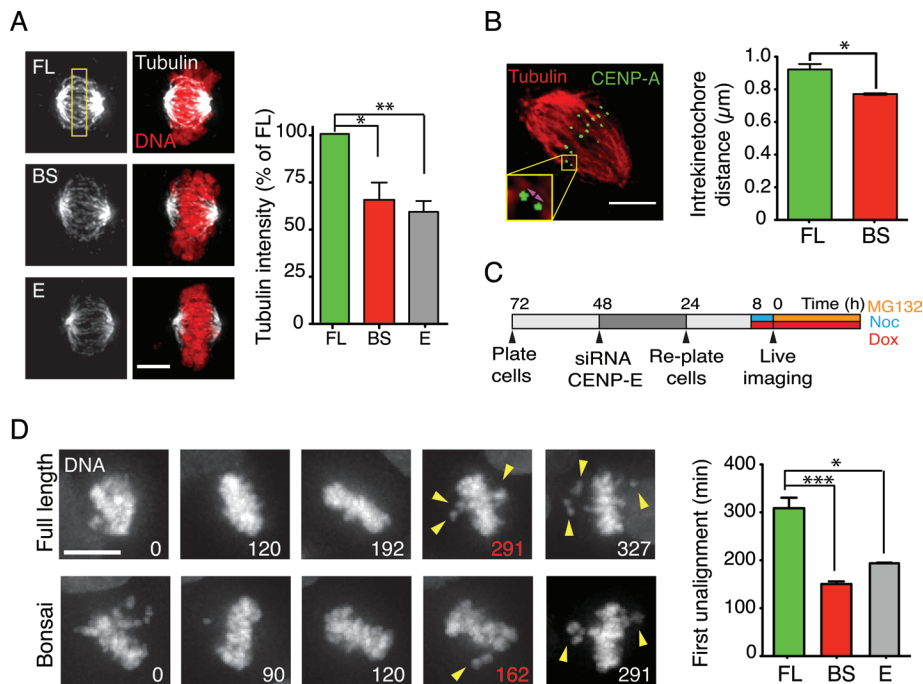 A
FL
Tubulin
DNA
BS
E
Tubulin intensity (% of FL)
100
75
50
25
0
*
**
FL BS E
B
Tubulin CENP-A
Intrekinetochore
distance (µm)
1.0
0.8
0.6
0.4
0.2
0
*
FL BS
C
72 48 24 8 0 Time (h)
MG132
Noc
Dox
Plate
cells
siRNA
CENP-E
Re-plate
cells
Live
imaging
D
Full length
DNA
0 120 192 291 327
Bonsai
0 90 120 162 291
First unalignment (min)
400
300
200
100
0
***
*
FL BS E